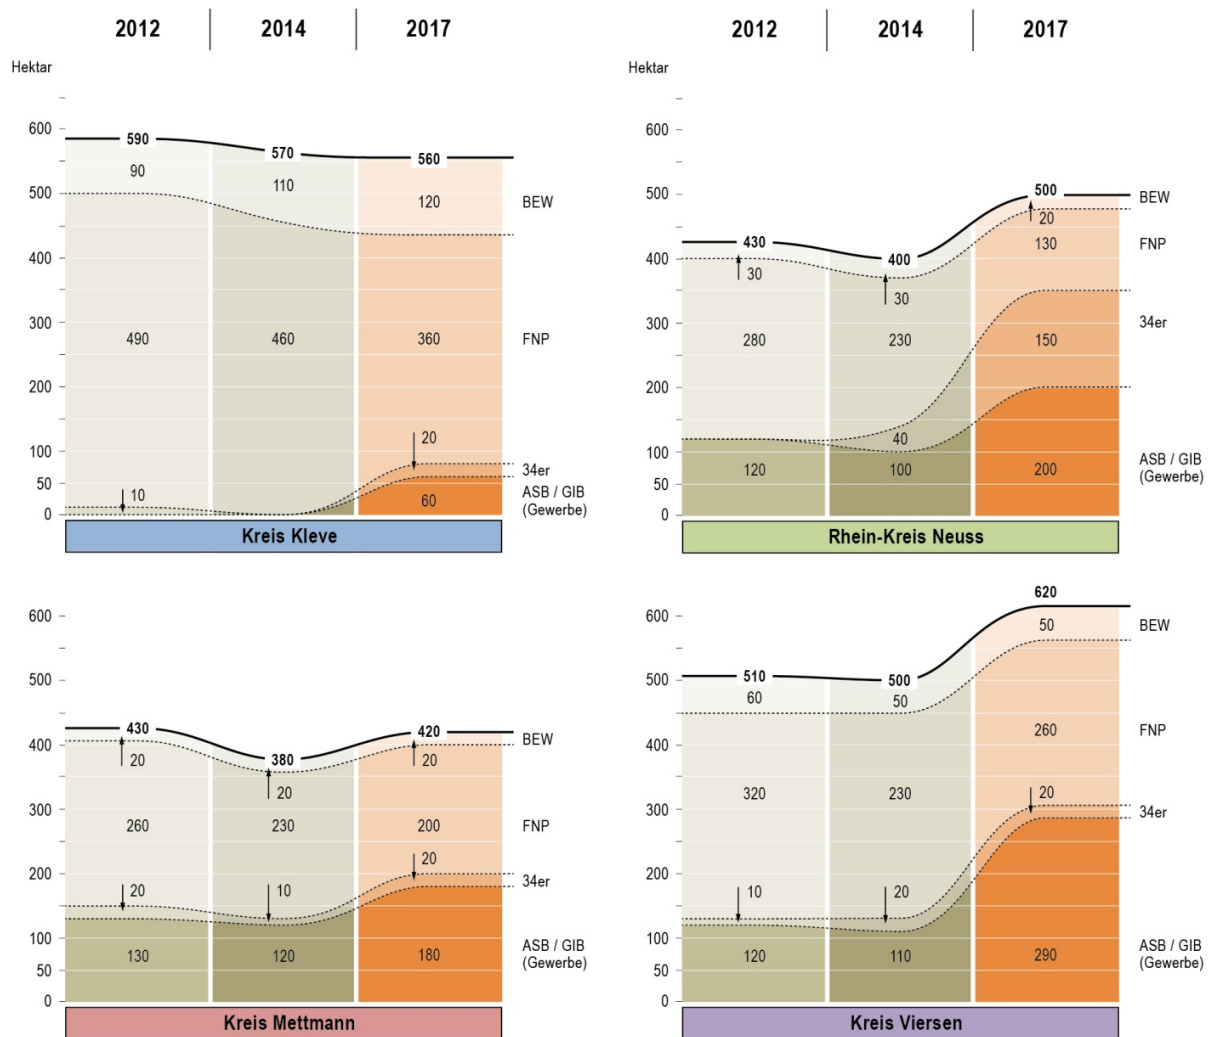 2012 2014 2017
Hektar
600
500
400
300
200
100
50
0
590 570 560
90 110 120
490 460 360
10 20
60
BEW
FNP
34er
ASB / GIB
(Gewerbe)
Kreis Kleve
2012 2014 2017
Hektar
600
500
400
300
200
100
50
0
430 400 500
30 30 20
280 230 130
40 150
120 100 200
BEW
FNP
34er
ASB / GIB
(Gewerbe)
Rhein-Kreis Neuss
600
500
400
300
200
100
50
0
430 380 420
20 20 20
260 230 200
20 10 20
130 120 180
BEW
FNP
34er
ASB / GIB
(Gewerbe)
Kreis Mettmann
600
500
400
300
200
100
50
0
510 500 620
60 50 50
320 230 260
10 20 20
120 110 290
BEW
FNP
34er
ASB / GIB
(Gewerbe)
Kreis Viersen